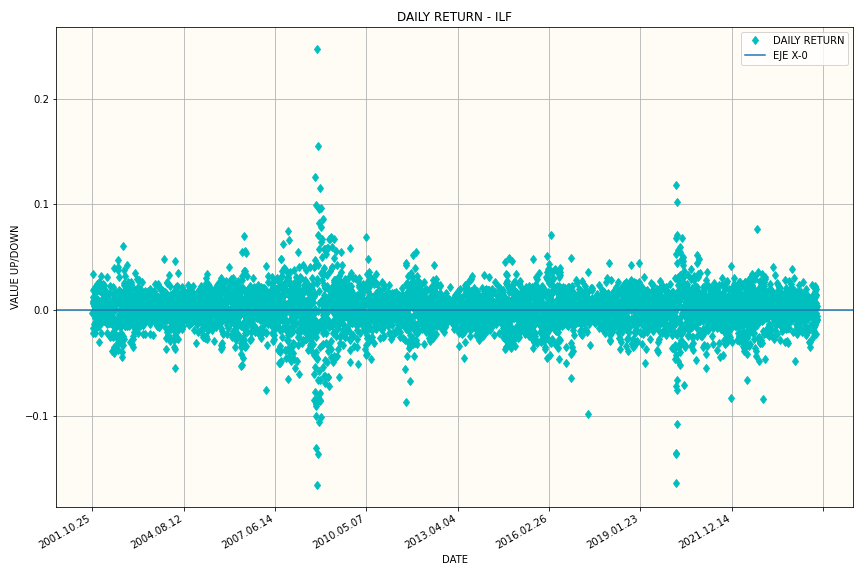 DAILY RETURN - ILF
DAILY RETURN
EJE X-0
VALUE UP/DOWN
0.2
0.1
0.0
−0.1
2001.10.25
2004.08.12
2007.06.14
2010.05.07
2013.04.04
2016.02.26
2019.01.23
2021.12.14
DATE